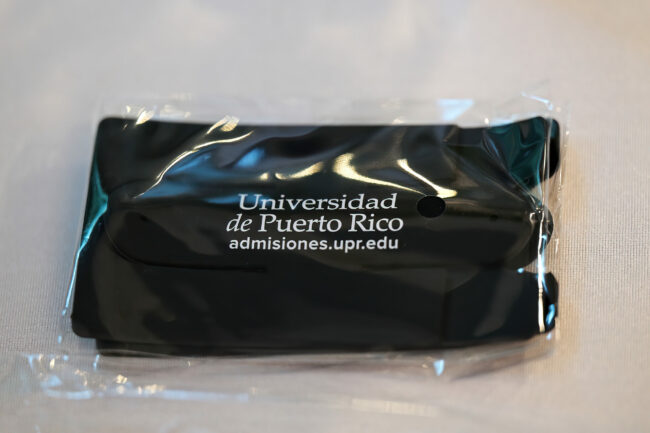 Universidad
de Puerto Rico
admisiones.upr.edu